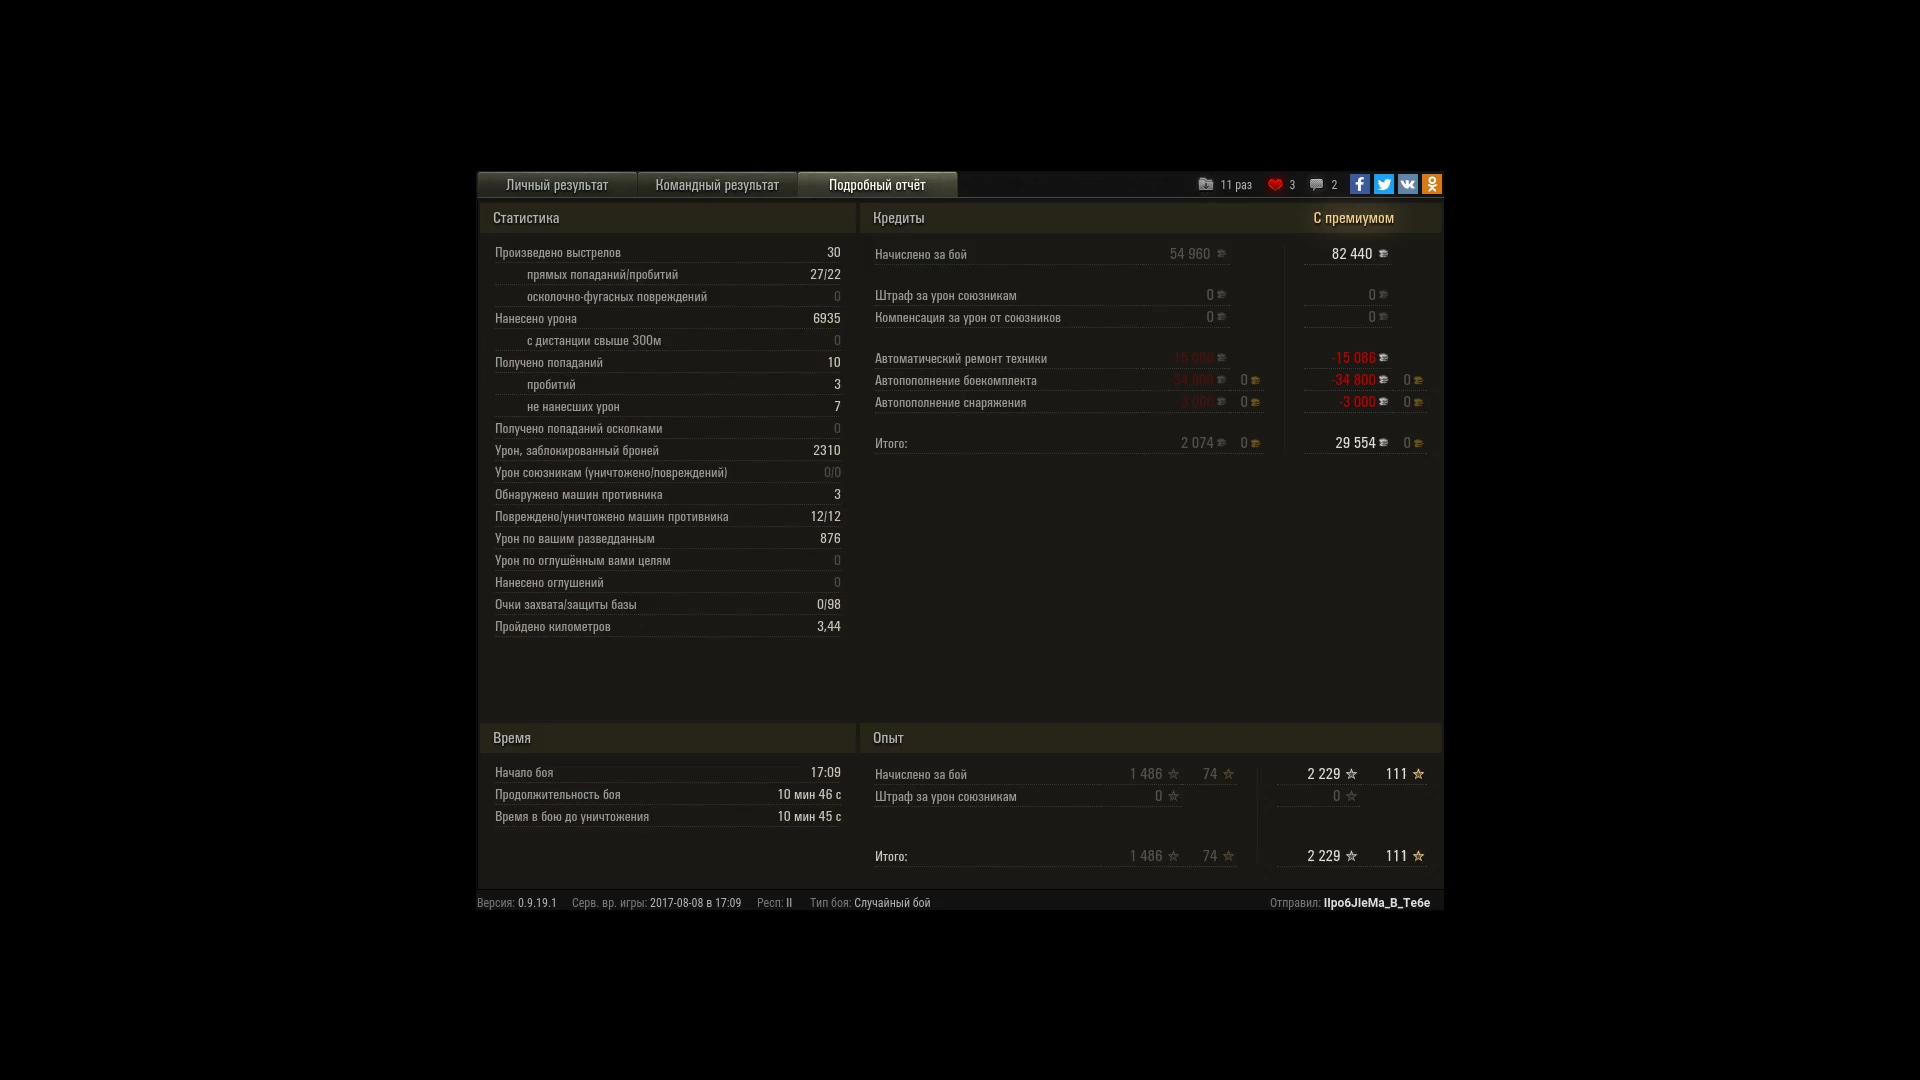 Личный результат Командный результат Подробный отчёт 11 раз 3 2
Статистика
Произведено выстрелов 30
прямых попаданий/пробитий 27/22
осколочно-фугасных повреждений 0
Нанесено урона 6935
с дистанции свыше 300м 0
Получено попаданий 10
пробитий 3
не нанесших урон 7
Получено попаданий осколками 0
Урон, заблокированный броней 2310
Урон союзникам (уничтожено/повреждений) 0/0
Обнаружено машин противника 3
Повреждено/уничтожено машин противника 12/12
Урон по вашим разведданным 876
Урон по оглушённым вами целям 0
Нанесено оглушений 0
Очки захвата/защиты базы 0/98
Пройдено километров 3,44
Кредиты С премиумом
Начислено за бой 54 960 82 440
Штраф за урон союзникам 0 0
Компенсация за урон от союзников 0 0
Автоматический ремонт техники -15 086 -15 086
Автопополнение боекомплекта -34 800 0 -34 800 0
Автопополнение снаряжения -3 000 0 -3 000 0
Итого: 2 074 0 29 554 0
Время
Начало боя 17:09
Продолжительность боя 10 мин 46 с
Время в бою до уничтожения 10 мин 45 с
Опыт
Начислено за бой 1 486 74 2 229 111
Штраф за урон союзникам 0 0
Итого: 1 486 74 2 229 111
Версия: 0.9.19.1 Серв. вр. игры: 2017-08-08 в 17:09 Респ: II Тип боя: Случайный бой Отправил: IIpo6JIeMa_B_Te6e